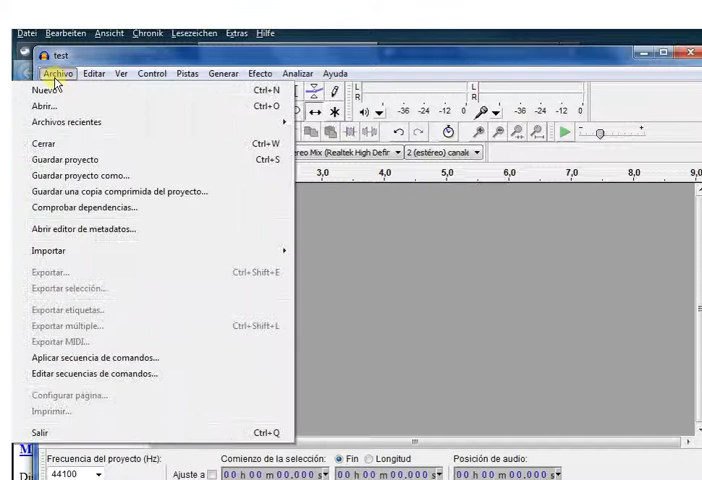 Datei Bearbeiten Ansicht Chronik Lesezeichen Extras Hilfe
test
Archivo Editar Ver Control Pistas Generar Efecto Analizar Ayuda
Nuevo Ctrl+N
Abrir... Ctrl+O
Archivos recientes
Cerrar Ctrl+W
Guardar proyecto Ctrl+S
Guardar proyecto como...
Guardar una copia comprimida del proyecto...
Comprobar dependencias...
Abrir editor de metadatos...
Importar
Exportar... Ctrl+Shift+E
Exportar selección...
Exportar etiquetas..
Exportar múltiple... Ctrl+Shift+L
Exportar MIDI...
Aplicar secuencia de comandos...
Editar secuencias de comandos...
Configurar página...
Imprimir...
Salir Ctrl+Q
L
R
-36 -24 -12 0
L
R
-36 -24 -12 0
- +
ereo Mix (Realtek High Defir 2 (estéreo) canak
3,0 4,0 5,0 6,0 7,0 8,0 9,0
M
Frecuencia del proyecto (Hz): Comienzo de la selección: Fin Longitud Posición de audio:
44100 Ajuste a 00 h 00 m 00,000 s 00 h 00 m 00,000 s 00 h 00 m 00,000 s